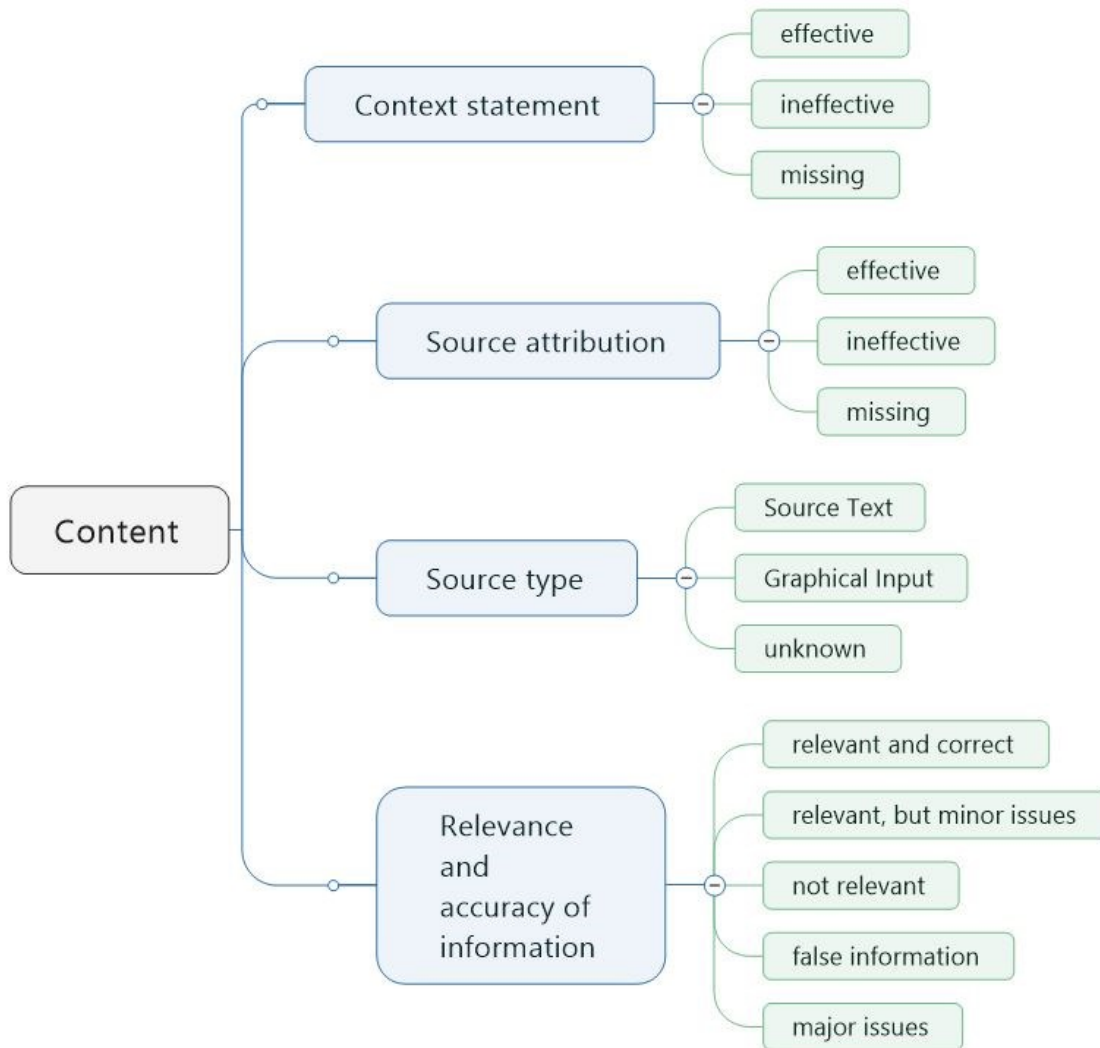 Content
Context statement
effective
ineffective
missing
Source attribution
effective
ineffective
missing
Source type
Source Text
Graphical Input
unknown
Relevance
and
accuracy of
information
relevant and correct
relevant, but minor issues
not relevant
false information
major issues